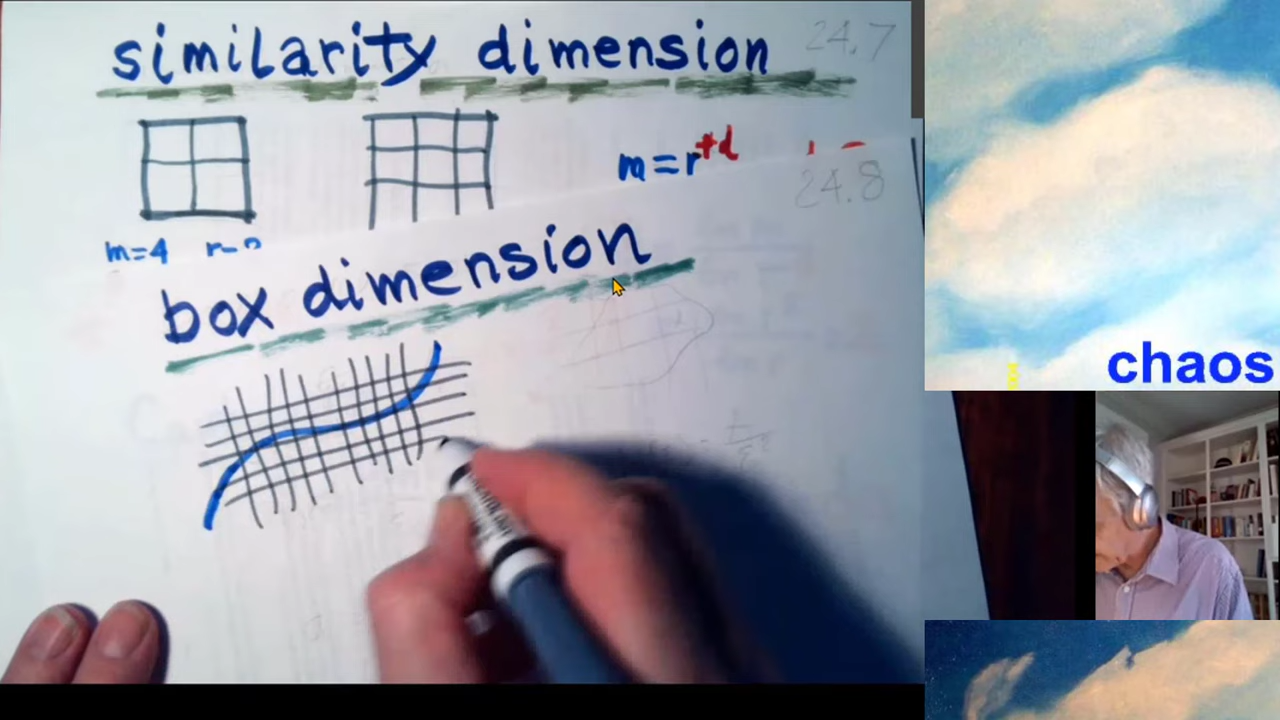 similarity dimension 24.7
m=r+d
24.8
m=4
box dimension
chaos